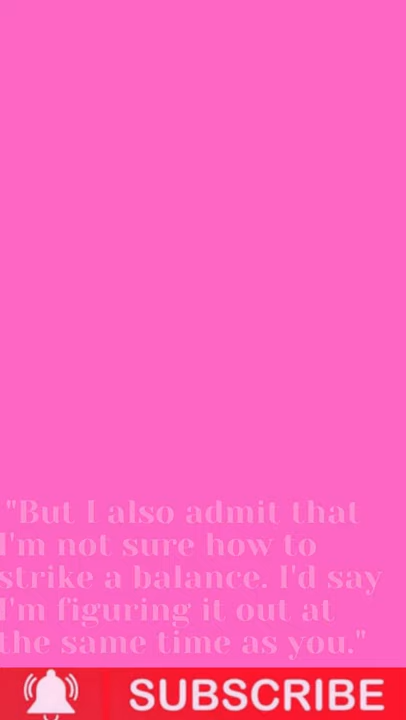 "But I also admit that
I'm not sure how to
strike a balance. I'd say
I'm figuring it out at
the same time as you."
SUBSCRIBE